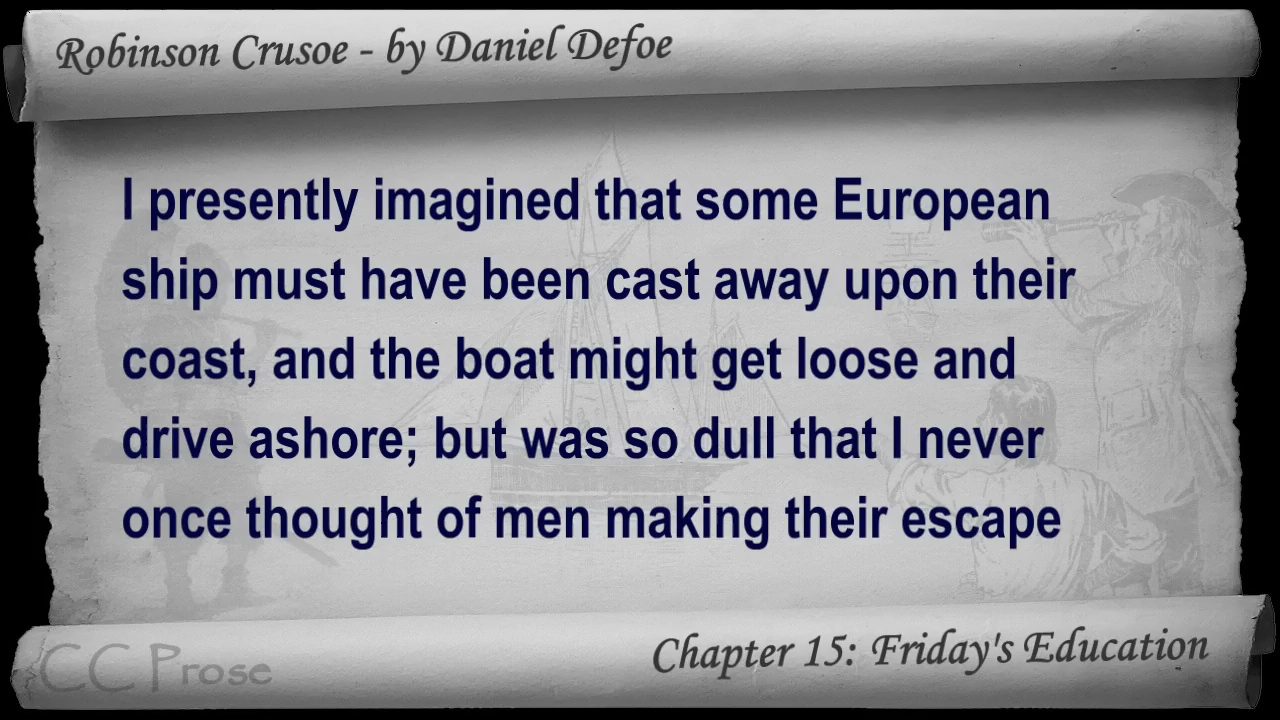 Robinson Crusoe - by Daniel Defoe
I presently imagined that some European
ship must have been cast away upon their
coast, and the boat might get loose and
drive ashore; but was so dull that I never
once thought of men making their escape
CC Prose
Chapter 15: Friday's Education